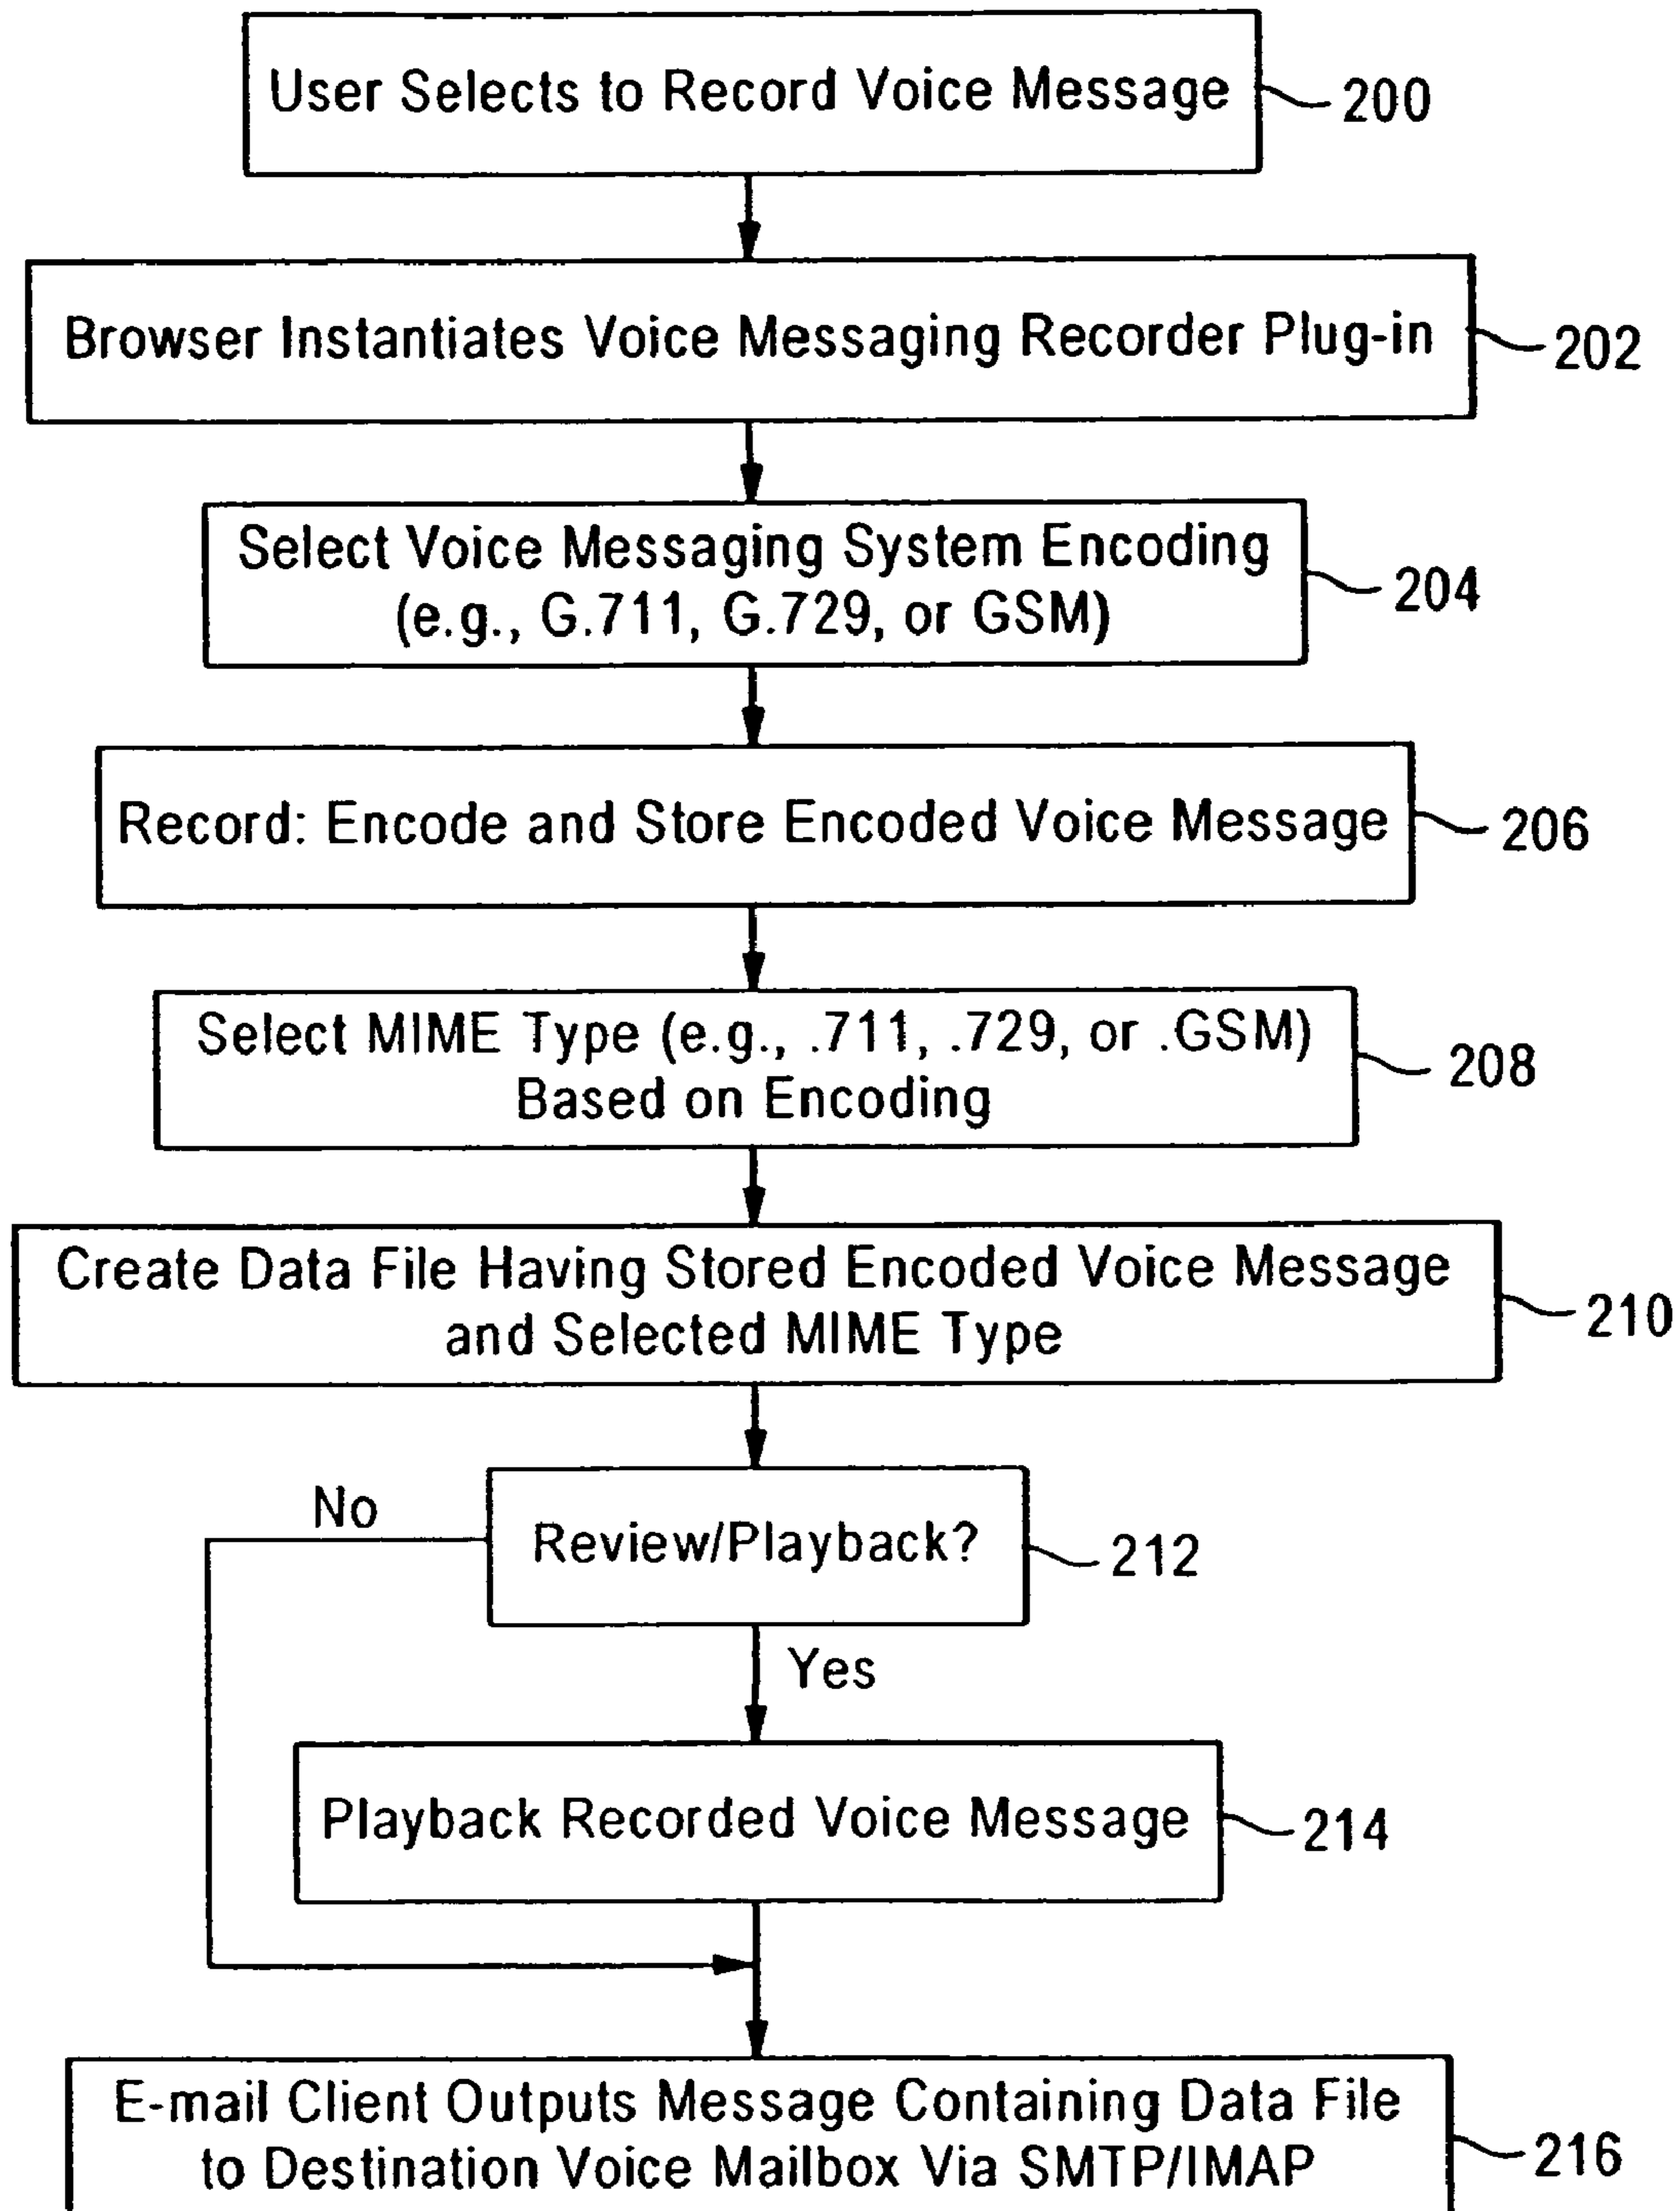 User Selects to Record Voice Message
200
Browser Instantiates Voice Messaging Recorder Plug-in
202
Select Voice Messaging System Encoding
(e.g., G.711, G.729, or GSM)
204
Record: Encode and Store Encoded Voice Message
206
Select MIME Type (e.g., .711, .729, or .GSM)
Based on Encoding
208
Create Data File Having Stored Encoded Voice Message
and Selected MIME Type
210
No
Review/Playback?
212
Yes
Playback Recorded Voice Message
214
E-mail Client Outputs Message Containing Data File
to Destination Voice Mailbox Via SMTP/IMAP
216